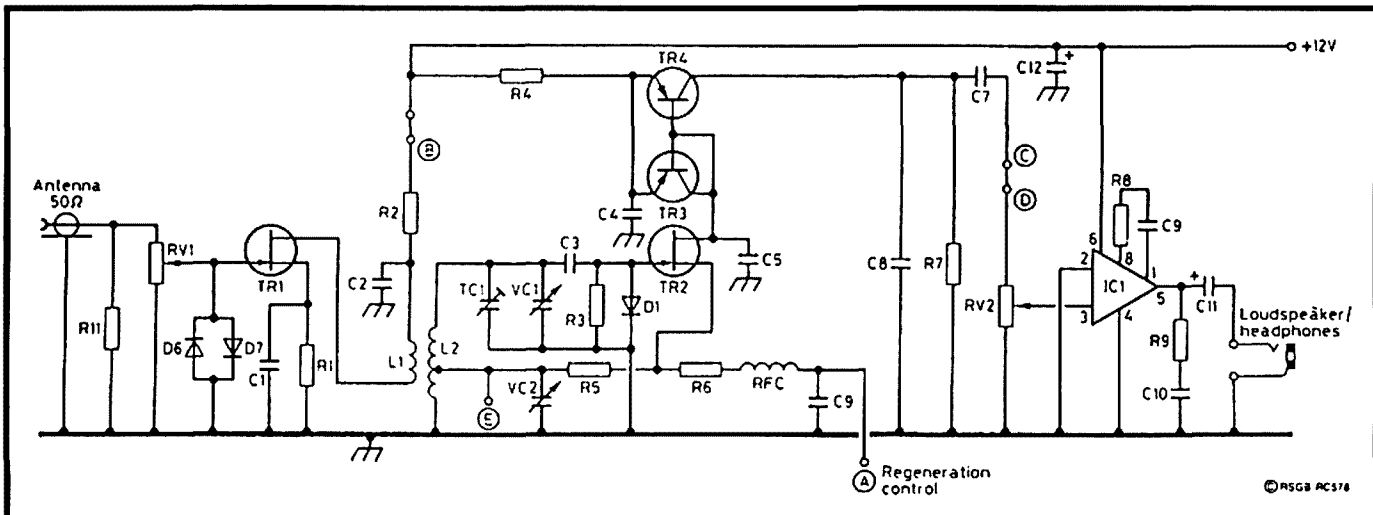 TR4
+12V
C12
+
R4
C7
B
Antenna
50Ω
TR3
C
D
R8
C9
R2
C4
RV1
TR1
C3
C5
C8
R7
6
2
8
1
IC1
5
3
4
+
C11
RV2
Loudspeaker/
headphones
C2
TC1
VC1
R3
D1
TR2
R11
D6
D7
C1
R1
L1
L2
R9
VC2
R5
R6
RFC
C9
C10
E
A
Regeneration
control
© RSGB RC578